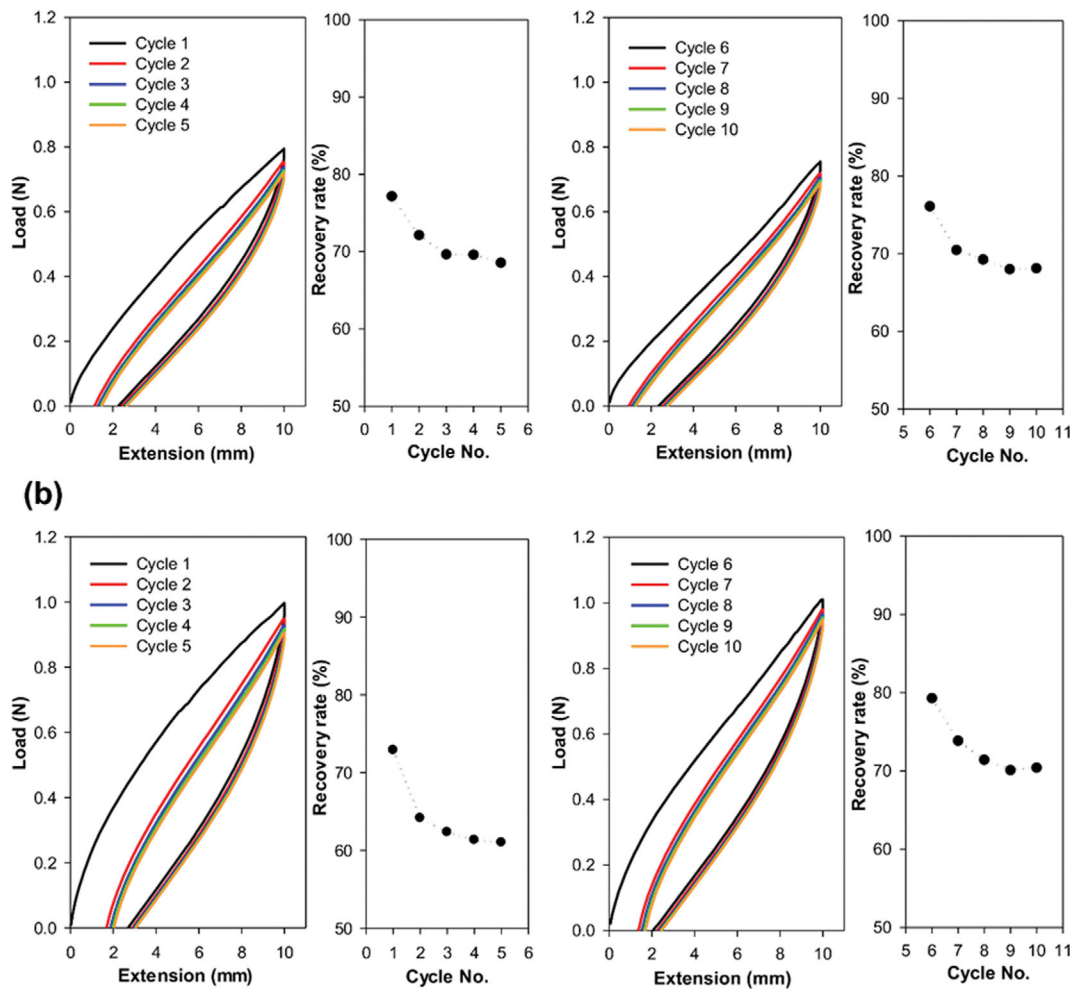 1.2
1.0
0.8
0.6
0.4
0.2
0.0
Load (N)
Cycle 1
Cycle 2
Cycle 3
Cycle 4
Cycle 5
0 2 4 6 8 10
Extension (mm)
100
90
80
70
60
50
Recovery rate (%)
0 1 2 3 4 5 6
Cycle No.
1.2
1.0
0.8
0.6
0.4
0.2
0.0
Load (N)
Cycle 6
Cycle 7
Cycle 8
Cycle 9
Cycle 10
0 2 4 6 8 10
Extension (mm)
100
90
80
70
60
50
Recovery rate (%)
5 6 7 8 9 10 11
Cycle No.
(b)
1.2
1.0
0.8
0.6
0.4
0.2
0.0
Load (N)
Cycle 1
Cycle 2
Cycle 3
Cycle 4
Cycle 5
0 2 4 6 8 10
Extension (mm)
100
90
80
70
60
50
Recovery rate (%)
0 1 2 3 4 5 6
Cycle No.
1.2
1.0
0.8
0.6
0.4
0.2
0.0
Load (N)
Cycle 6
Cycle 7
Cycle 8
Cycle 9
Cycle 10
0 2 4 6 8 10
Extension (mm)
100
90
80
70
60
50
Recovery rate (%)
5 6 7 8 9 10 11
Cycle No.